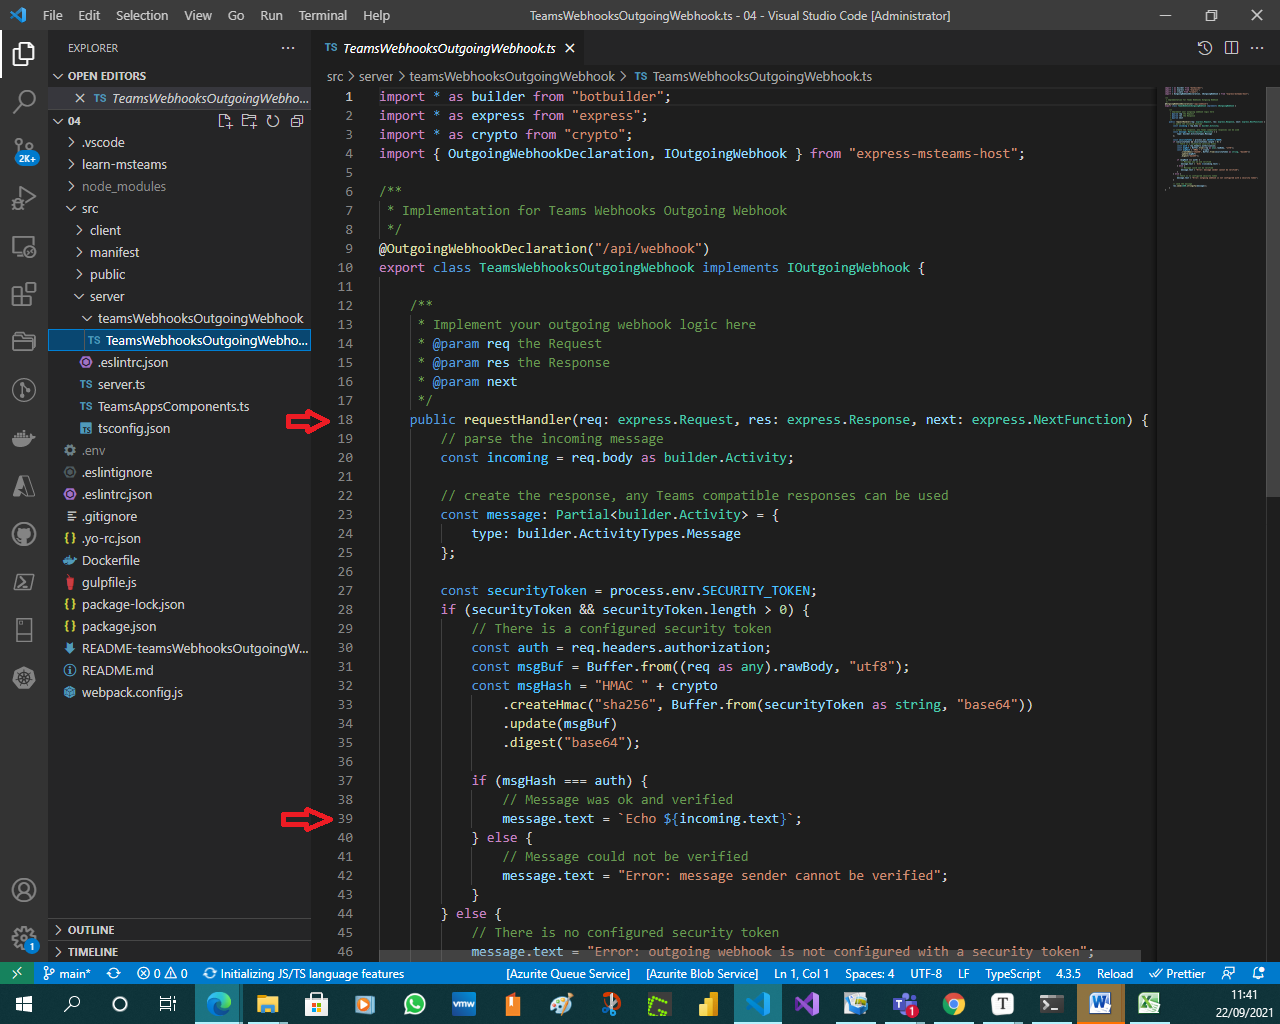 File Edit Selection View Go Run Terminal Help TeamsWebhooksOutgoingWebhook.ts - 04 - Visual Studio Code [Administrator]
EXPLORER
OPEN EDITORS
TS TeamsWebhooksOutgoingWebho...
04
.vscode
learn-msteams
node_modules
src
client
manifest
public
server
teamsWebhooksOutgoingWebhook
TS TeamsWebhooksOutgoingWebho...
.eslintrc.json
TS server.ts
TS TeamsAppsComponents.ts
tsconfig.json
.env
.eslintignore
.eslintrc.json
.gitignore
{} .yo-rc.json
Dockerfile
gulpfile.js
{} package-lock.json
{} package.json
README-teamsWebhooksOutgoingW...
README.md
webpack.config.js
OUTLINE
TIMELINE
2K+
1
TS TeamsWebhooksOutgoingWebhook.ts
src > server > teamsWebhooksOutgoingWebhook > TS TeamsWebhooksOutgoingWebhook.ts
1 import * as builder from "botbuilder";
2 import * as express from "express";
3 import * as crypto from "crypto";
4 import { OutgoingWebhookDeclaration, IOutgoingWebhook } from "express-msteams-host";
5
6 /**
7 * Implementation for Teams Webhooks Outgoing Webhook
8 */
9 @OutgoingWebhookDeclaration("/api/webhook")
10 export class TeamsWebhooksOutgoingWebhook implements IOutgoingWebhook {
11
12 /**
13 * Implement your outgoing webhook logic here
14 * @param req the Request
15 * @param res the Response
16 * @param next
17 */
18 public requestHandler(req: express.Request, res: express.Response, next: express.NextFunction) {
19 // parse the incoming message
20 const incoming = req.body as builder.Activity;
21
22 // create the response, any Teams compatible responses can be used
23 const message: Partial<builder.Activity> = {
24 type: builder.ActivityTypes.Message
25 };
26
27 const securityToken = process.env.SECURITY_TOKEN;
28 if (securityToken && securityToken.length > 0) {
29 // There is a configured security token
30 const auth = req.headers.authorization;
31 const msgBuf = Buffer.from((req as any).rawBody, "utf8");
32 const msgHash = "HMAC " + crypto
33 .createHmac("sha256", Buffer.from(securityToken as string, "base64"))
34 .update(msgBuf)
35 .digest("base64");
36
37 if (msgHash === auth) {
38 // Message was ok and verified
39 message.text = `Echo ${incoming.text}`;
40 } else {
41 // Message could not be verified
42 message.text = "Error: message sender cannot be verified";
43 }
44 } else {
45 // There is no configured security token
46 message.text = "Error: outgoing webhook is not configured with a security token";
main* 0 0 Initializing JS/TS language features [Azurite Queue Service] [Azurite Blob Service] Ln 1, Col 1 Spaces: 4 UTF-8 LF TypeScript 4.3.5 Reload Prettier
vmw T 1 11:41
22/09/2021